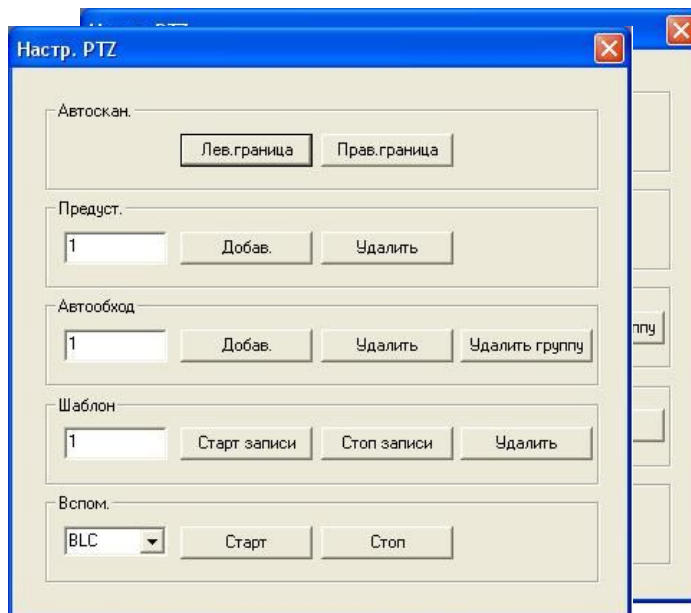 Настр. PTZ
Автоскан.
Лев.граница Прав.граница
Предуст.
1 Добав. Удалить
Автообход
1 Добав. Удалить Удалить группу
Шаблон
1 Старт записи Стоп записи Удалить
Вспом.
BLC Старт Стоп